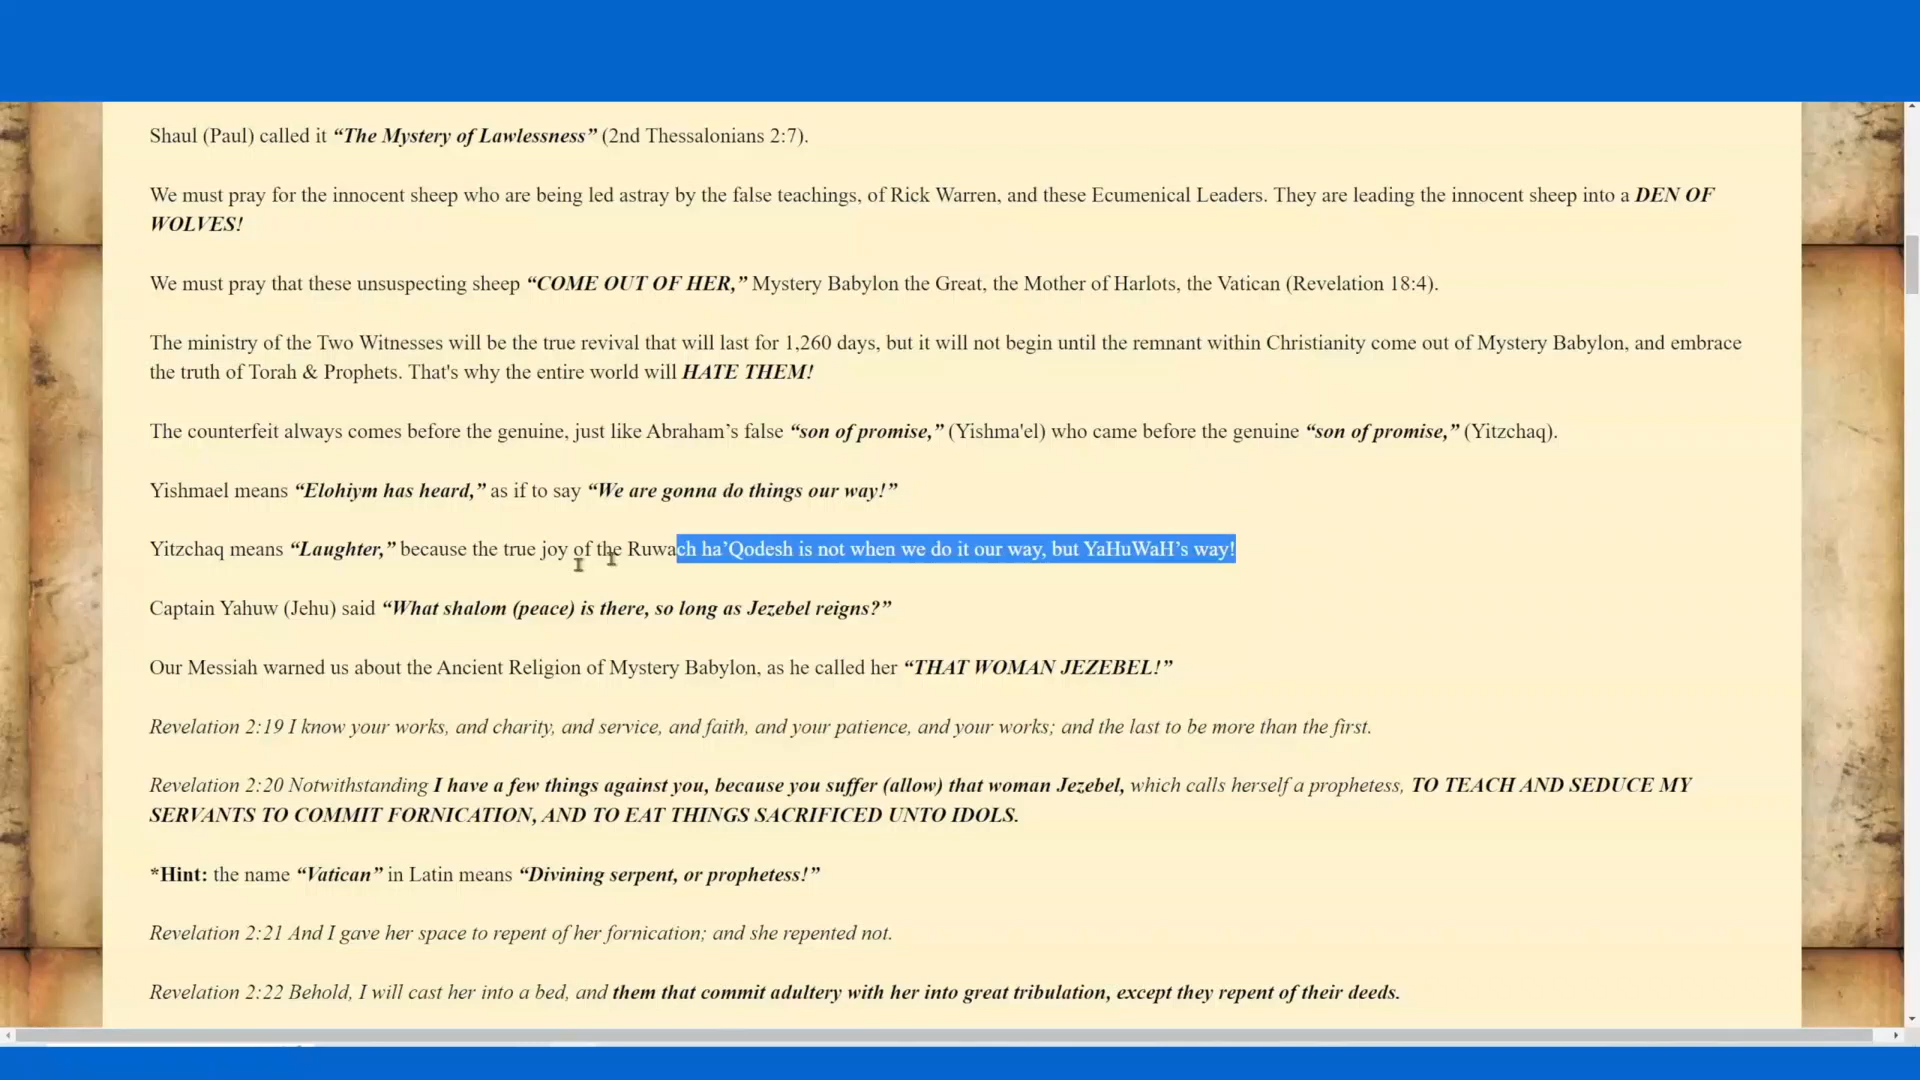 Shaul (Paul) called it “The Mystery of Lawlessness” (2nd Thessalonians 2:7).
We must pray for the innocent sheep who are being led astray by the false teachings, of Rick Warren, and these Ecumenical Leaders. They are leading the innocent sheep into a DEN OF
WOLVES!
We must pray that these unsuspecting sheep “COME OUT OF HER,” Mystery Babylon the Great, the Mother of Harlots, the Vatican (Revelation 18:4).
The ministry of the Two Witnesses will be the true revival that will last for 1,260 days, but it will not begin until the remnant within Christianity come out of Mystery Babylon, and embrace
the truth of Torah & Prophets. That's why the entire world will HATE THEM!
The counterfeit always comes before the genuine, just like Abraham’s false “son of promise,” (Yishma'el) who came before the genuine “son of promise,” (Yitzchaq).
Yishmael means “Elohiym has heard,” as if to say “We are gonna do things our way!”
Yitzchaq means “Laughter,” because the true joy of the Ruwach ha’Qodesh is not when we do it our way, but YaHuWaH’s way!
Captain Yahuw (Jehu) said “What shalom (peace) is there, so long as Jezebel reigns?”
Our Messiah warned us about the Ancient Religion of Mystery Babylon, as he called her “THAT WOMAN JEZEBEL!”
Revelation 2:19 I know your works, and charity, and service, and faith, and your patience, and your works; and the last to be more than the first.
Revelation 2:20 Notwithstanding I have a few things against you, because you suffer (allow) that woman Jezebel, which calls herself a prophetess, TO TEACH AND SEDUCE MY
SERVANTS TO COMMIT FORNICATION, AND TO EAT THINGS SACRIFICED UNTO IDOLS.
*Hint: the name “Vatican” in Latin means “Divining serpent, or prophetess!”
Revelation 2:21 And I gave her space to repent of her fornication; and she repented not.
Revelation 2:22 Behold, I will cast her into a bed, and them that commit adultery with her into great tribulation, except they repent of their deeds.